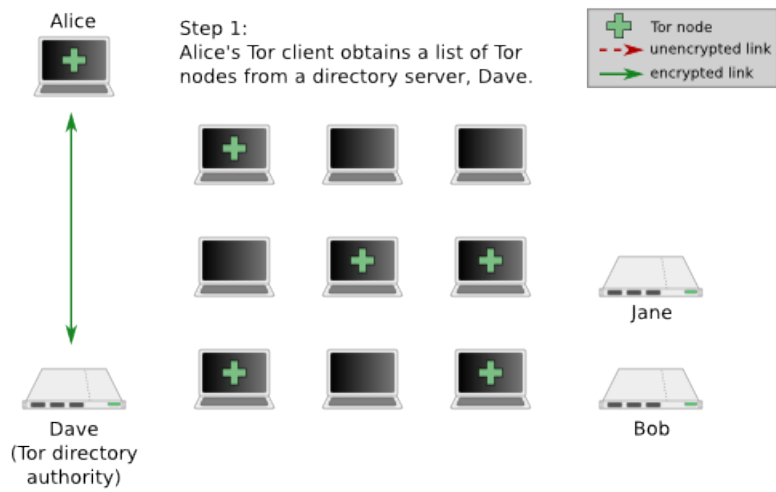 Alice
Step 1:
Alice's Tor client obtains a list of Tor
nodes from a directory server, Dave.
Tor node
unencrypted link
encrypted link
Jane
Dave
(Tor directory
authority)
Bob